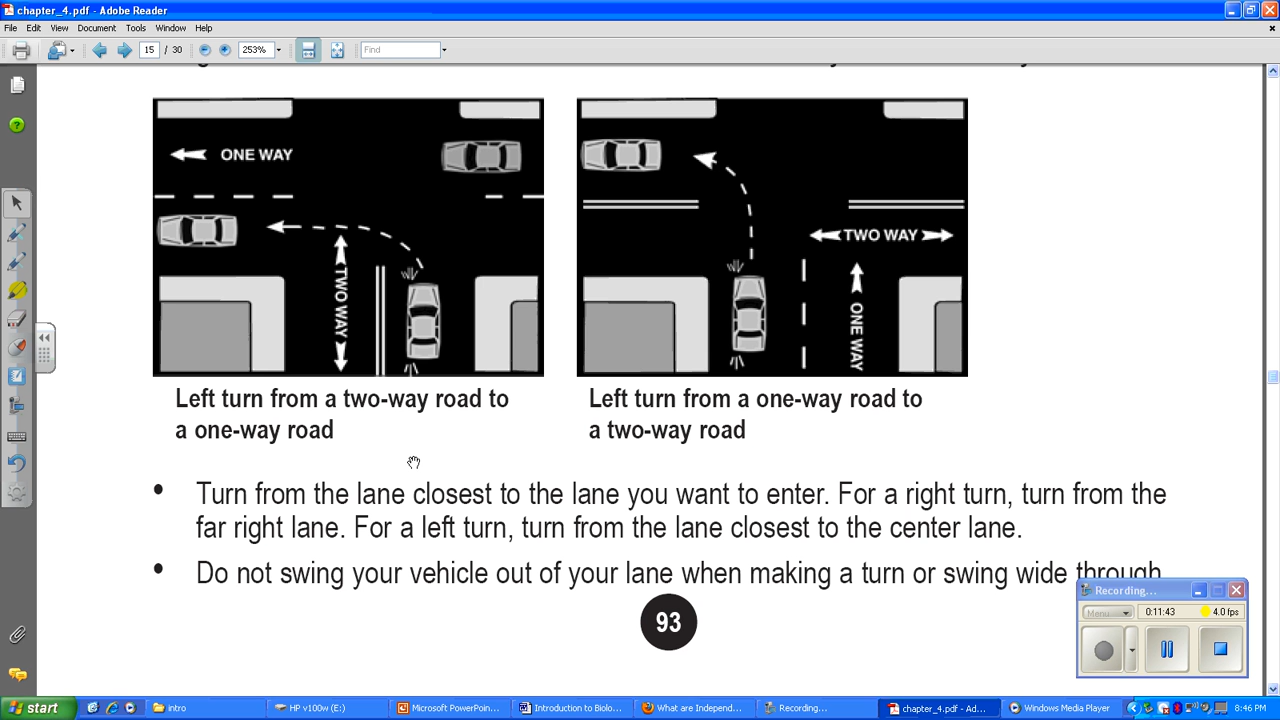 chapter_4.pdf - Adobe Reader
File Edit View Document Tools Window Help
15 / 30 253% Find
ONE WAY
TWO WAY
TWO WAY
ONE WAY
Left turn from a two-way road to
a one-way road
Left turn from a one-way road to
a two-way road
• Turn from the lane closest to the lane you want to enter. For a right turn, turn from the
far right lane. For a left turn, turn from the lane closest to the center lane.
• Do not swing your vehicle out of your lane when making a turn or swing wide through
93
Recording...
Menu 0:11:43 4.0 fps
start intro HP v100w (E:) Microsoft PowerPoin... Introduction to Biolo... What are Independ... Recording... chapter_4.pdf - Ad... Windows Media Player 8:46 PM